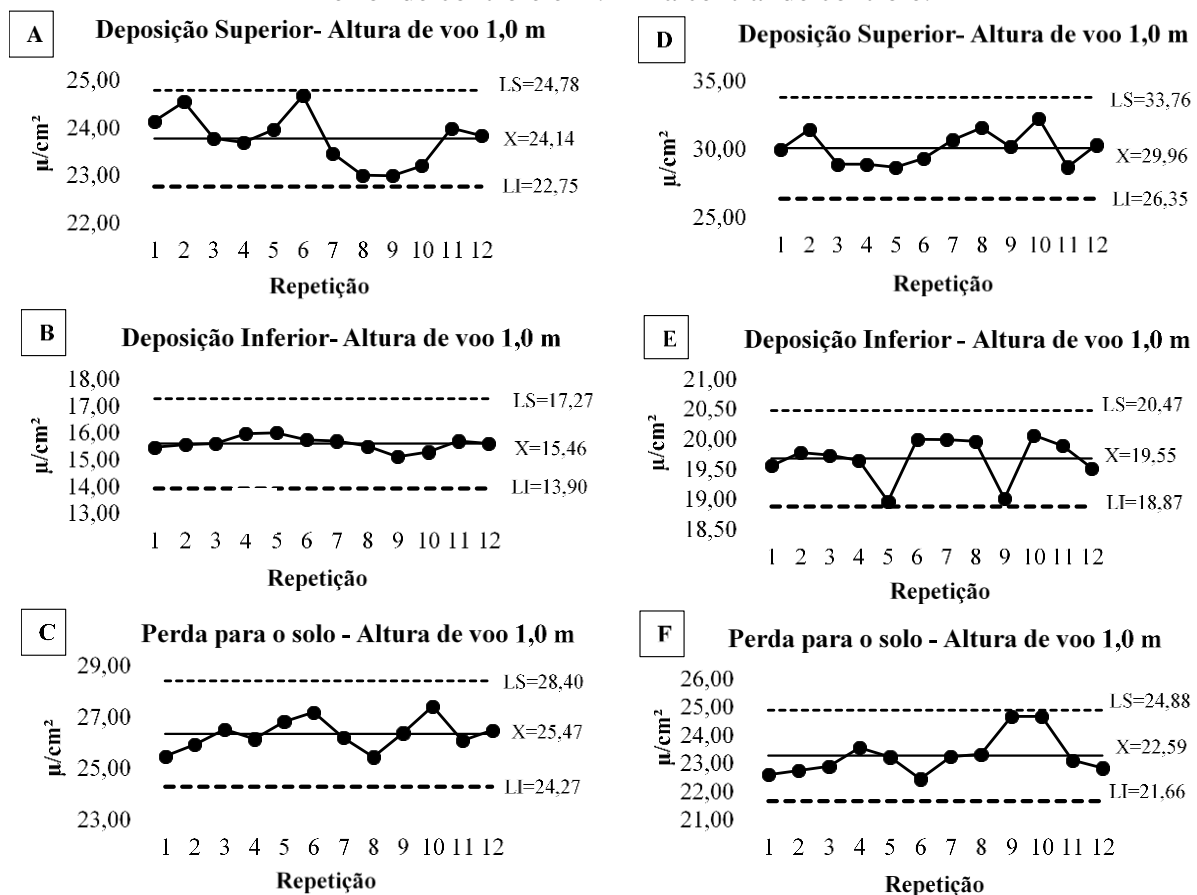 A
Deposição Superior- Altura de voo 1,0 m
µ/cm²
25,00
24,00
23,00
22,00
LS=24,78
X=24,14
LI=22,75
1 2 3 4 5 6 7 8 9 10 11 12
Repetição
D
Deposição Superior- Altura de voo 1,0 m
µ/cm²
35,00
30,00
25,00
LS=33,76
X=29,96
LI=26,35
1 2 3 4 5 6 7 8 9 10 11 12
Repetição
B
Deposição Inferior- Altura de voo 1,0 m
µ/cm²
18,00
17,00
16,00
15,00
14,00
13,00
LS=17,27
X=15,46
LI=13,90
1 2 3 4 5 6 7 8 9 10 11 12
Repetição
E
Deposição Inferior - Altura de voo 1,0 m
µ/cm²
21,00
20,50
20,00
19,50
19,00
18,50
LS=20,47
X=19,55
LI=18,87
1 2 3 4 5 6 7 8 9 10 11 12
Repetição
C
Perda para o solo - Altura de voo 1,0 m
µ/cm²
29,00
27,00
25,00
23,00
LS=28,40
X=25,47
LI=24,27
1 2 3 4 5 6 7 8 9 10 11 12
Repetição
F
Perda para o solo - Altura de voo 1,0 m
µ/cm²
26,00
25,00
24,00
23,00
22,00
21,00
LS=24,88
X=22,59
LI=21,66
1 2 3 4 5 6 7 8 9 10 11 12
Repetição